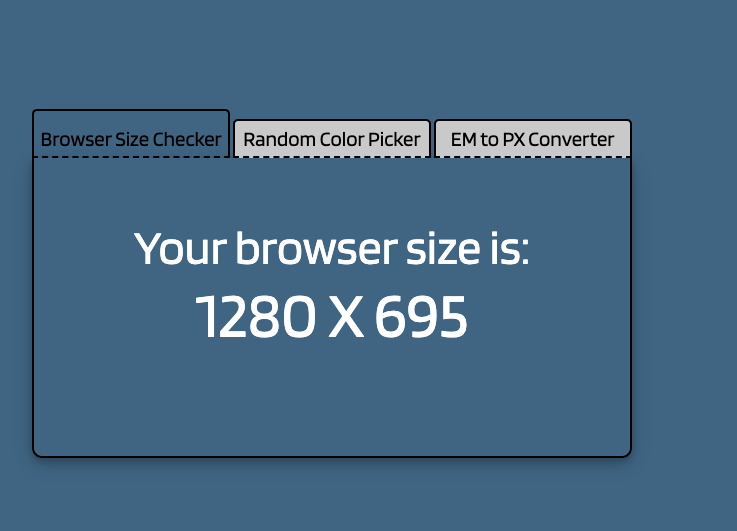 Browser Size Checker
Random Color Picker
EM to PX Converter
Your browser size is:
1280 X 695